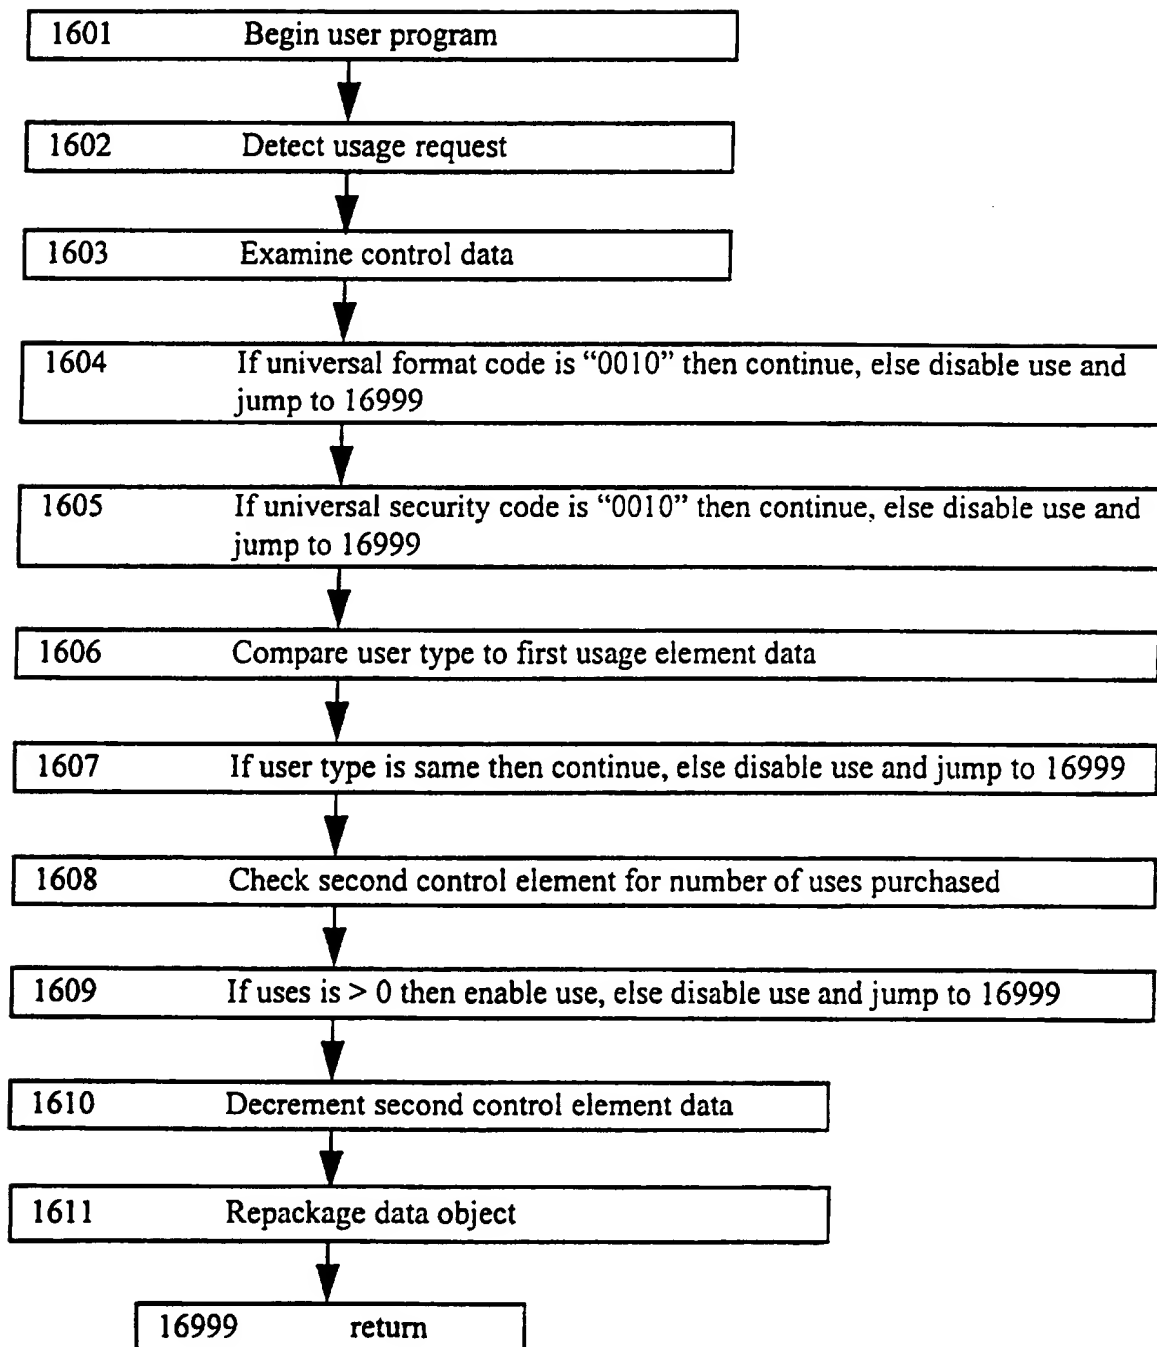 1601 Begin user program
1602 Detect usage request
1603 Examine control data
1604 If universal format code is “0010” then continue, else disable use and
jump to 16999
1605 If universal security code is “0010” then continue, else disable use and
jump to 16999
1606 Compare user type to first usage element data
1607 If user type is same then continue, else disable use and jump to 16999
1608 Check second control element for number of uses purchased
1609 If uses is > 0 then enable use, else disable use and jump to 16999
1610 Decrement second control element data
1611 Repackage data object
16999 return